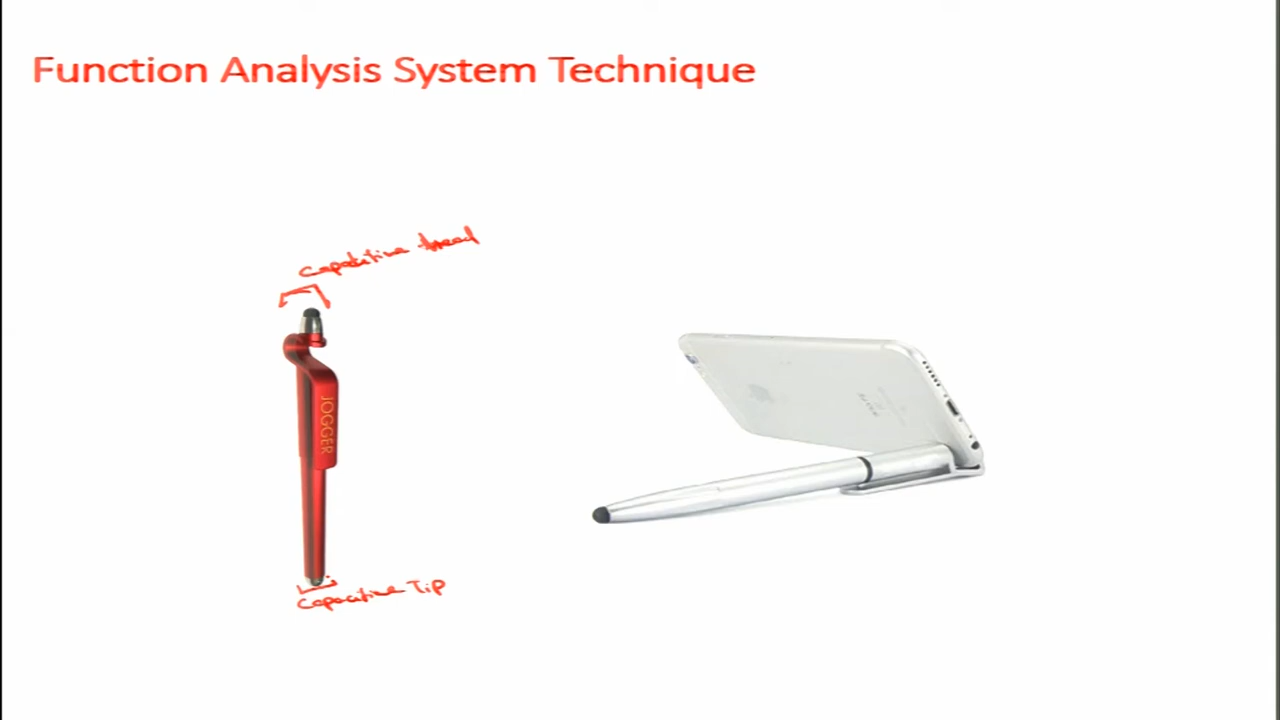 Function Analysis System Technique
Capacitive Head
JOGGER
Capacitive Tip